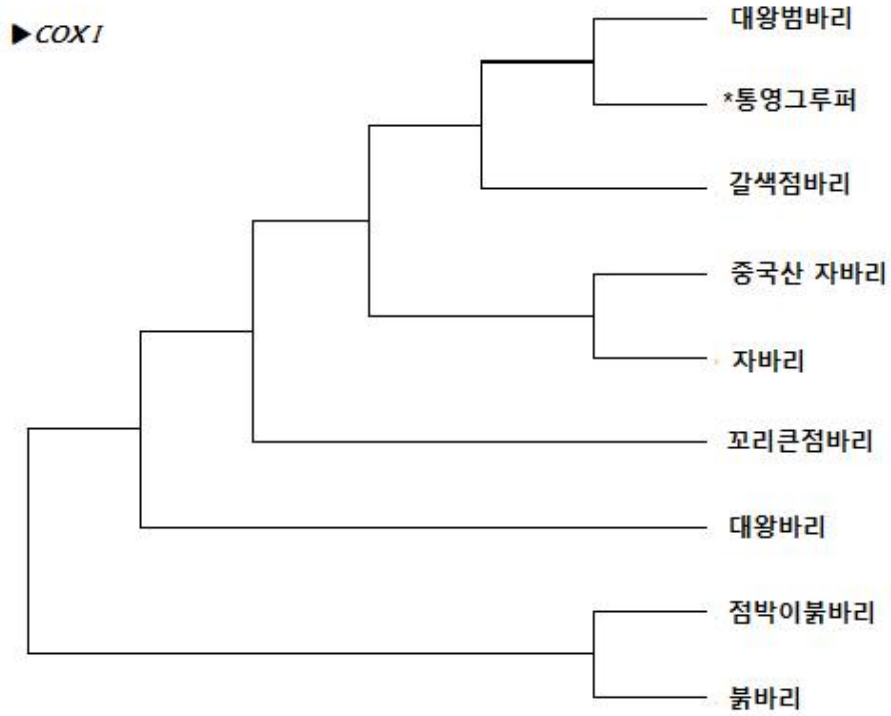 ▶COX I
대왕범바리
*통영그루퍼
갈색점바리
중국산 자바리
자바리
꼬리큰점바리
대왕바리
점박이붉바리
붉바리